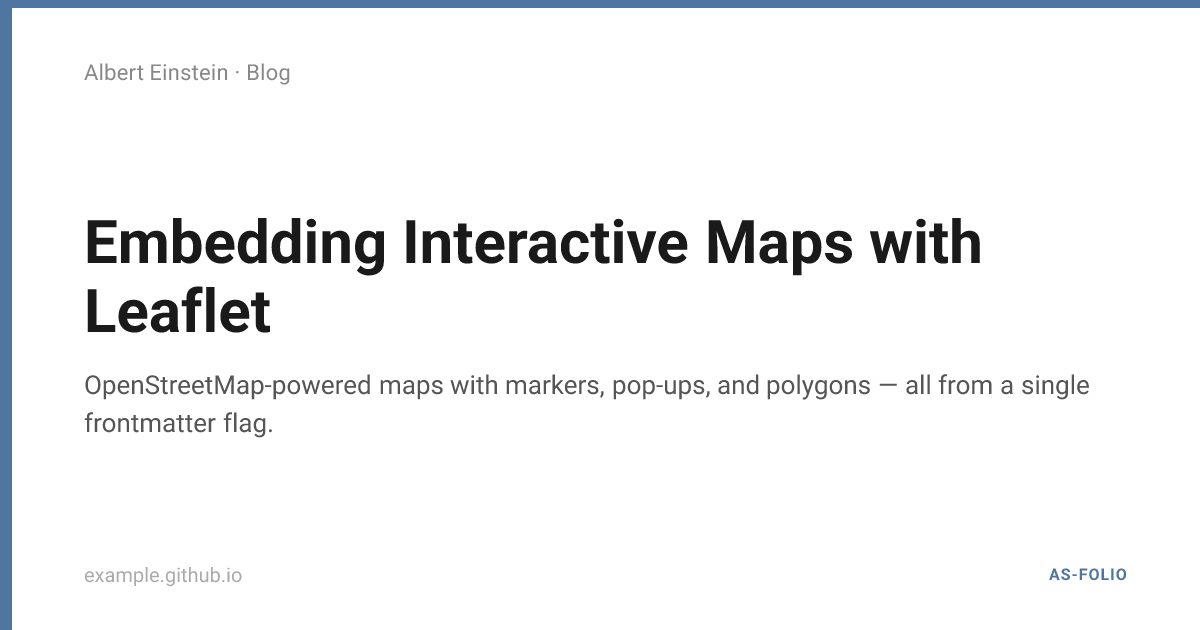 Albert Einstein · Blog
Embedding Interactive Maps with
Leaflet
OpenStreetMap-powered maps with markers, pop-ups, and polygons — all from a single
frontmatter flag.
example.github.io
AS-FOLIO